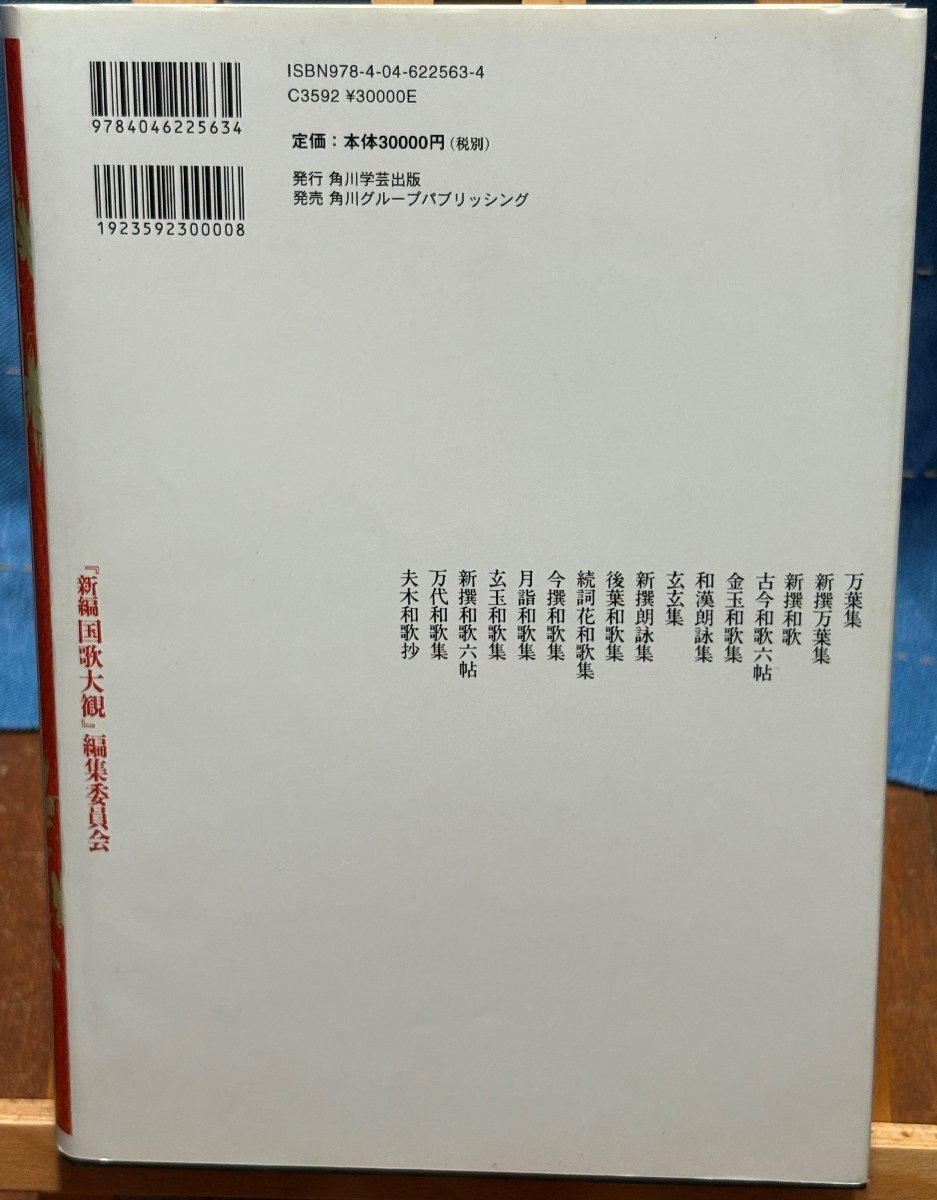 ISBN978-4-04-622563-4
C3592 ¥30000E
9784046225634
定価：本体30000円（税別）
発行 角川学芸出版
発売 角川グループパブリッシング
1923592300008
万葉集
新撰万葉集
新撰和歌
古今和歌六帖
金玉和歌集
和漢朗詠集
玄玄集
新撰朗詠集
後葉和歌集
続詞花和歌集
今撰和歌集
月詣和歌集
玄玉和歌集
新撰和歌六帖
万代和歌集
夫木和歌抄
『新編国歌大観』編集委員会